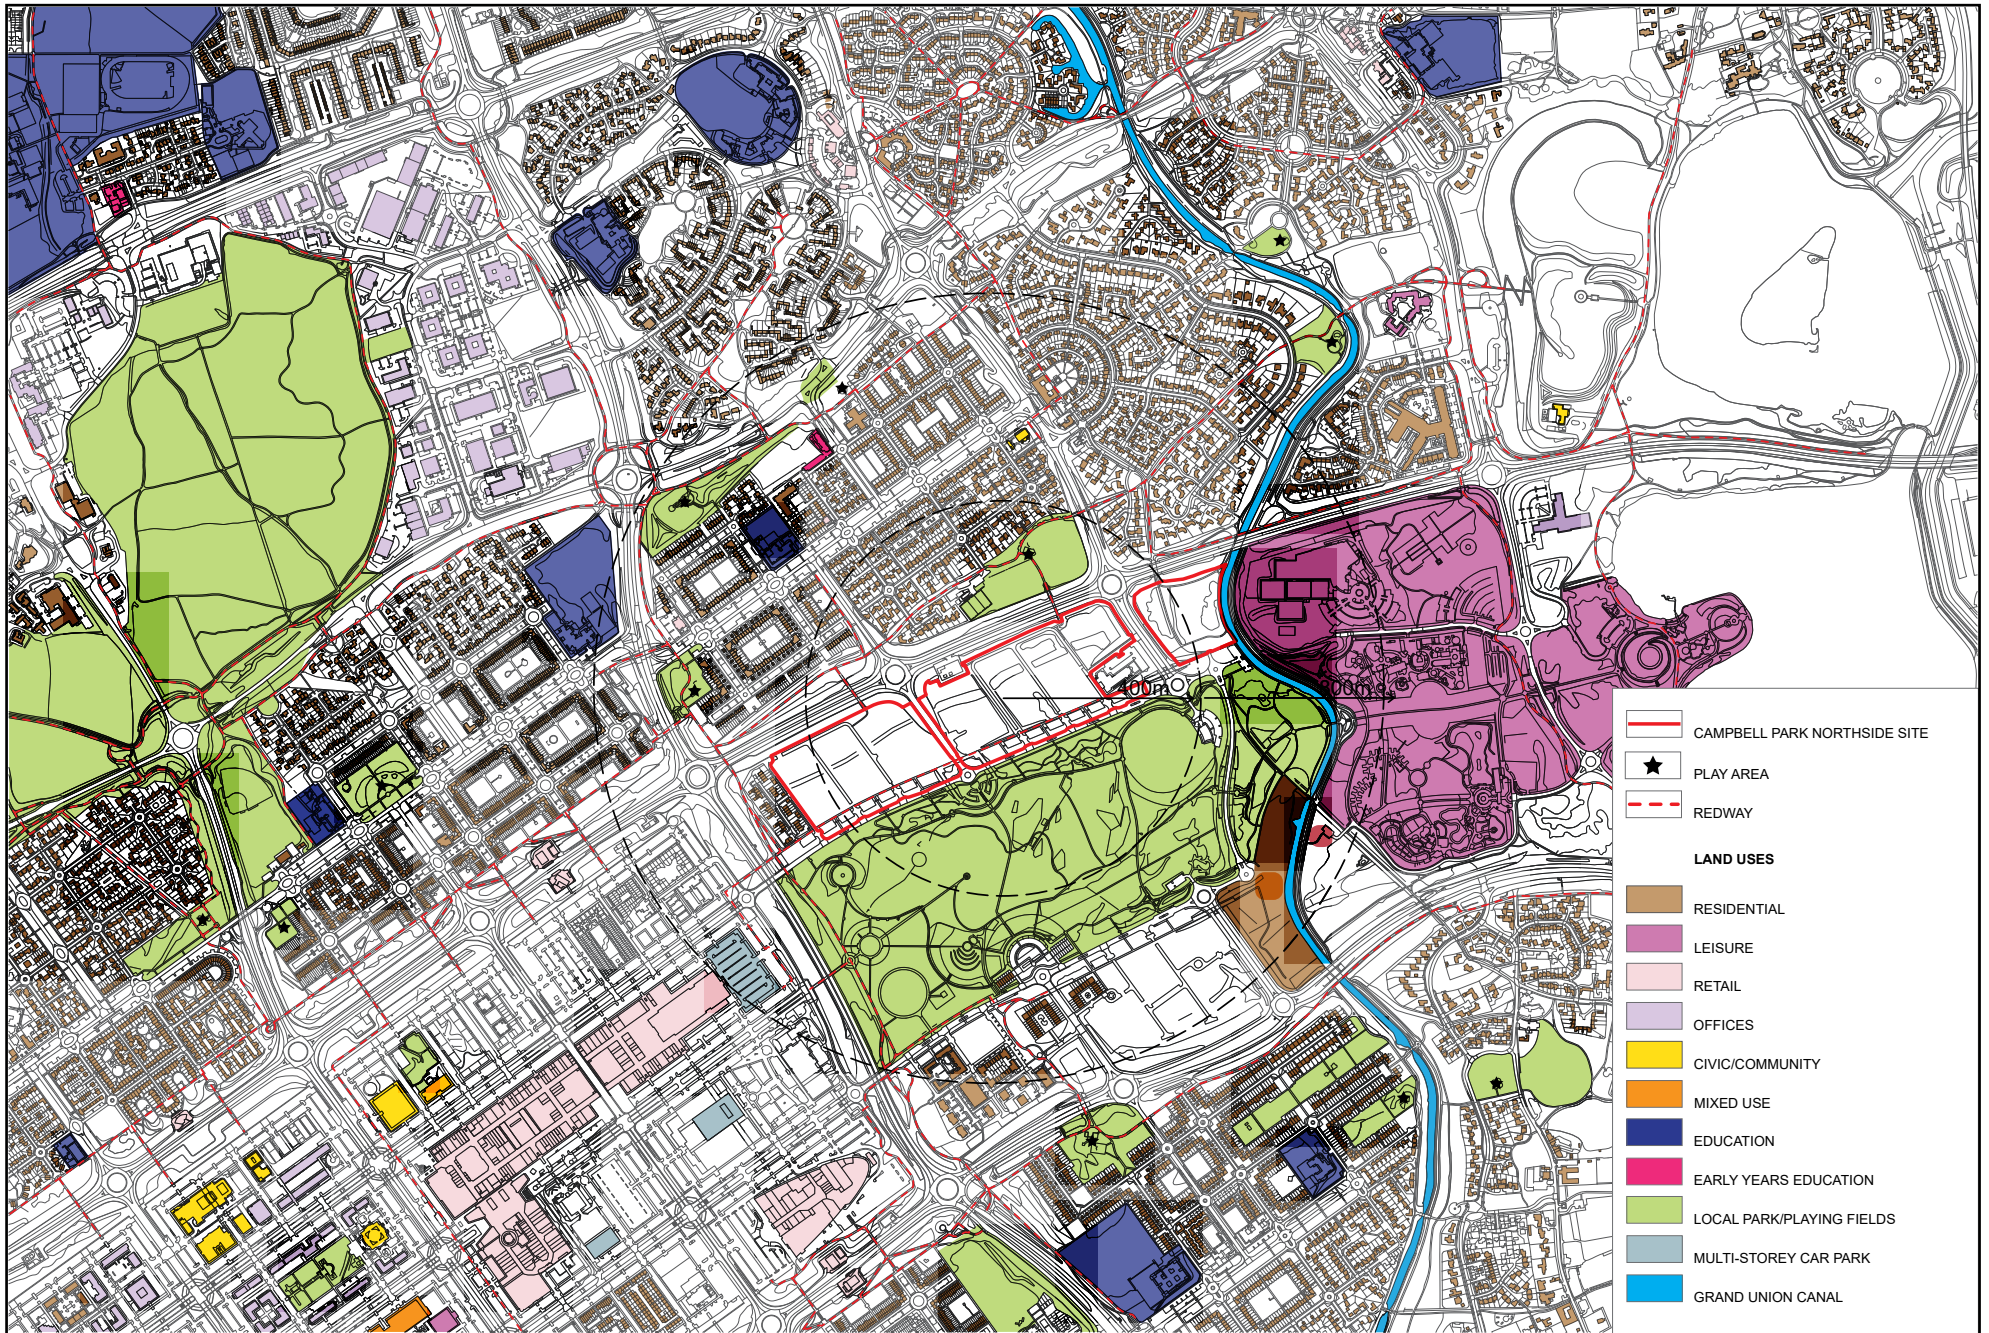 400m
800m
CAMPBELL PARK NORTHSIDE SITE
PLAY AREA
REDWAY
LAND USES
RESIDENTIAL
LEISURE
RETAIL
OFFICES
CIVIC/COMMUNITY
MIXED USE
EDUCATION
EARLY YEARS EDUCATION
LOCAL PARK/PLAYING FIELDS
MULTI-STOREY CAR PARK
GRAND UNION CANAL